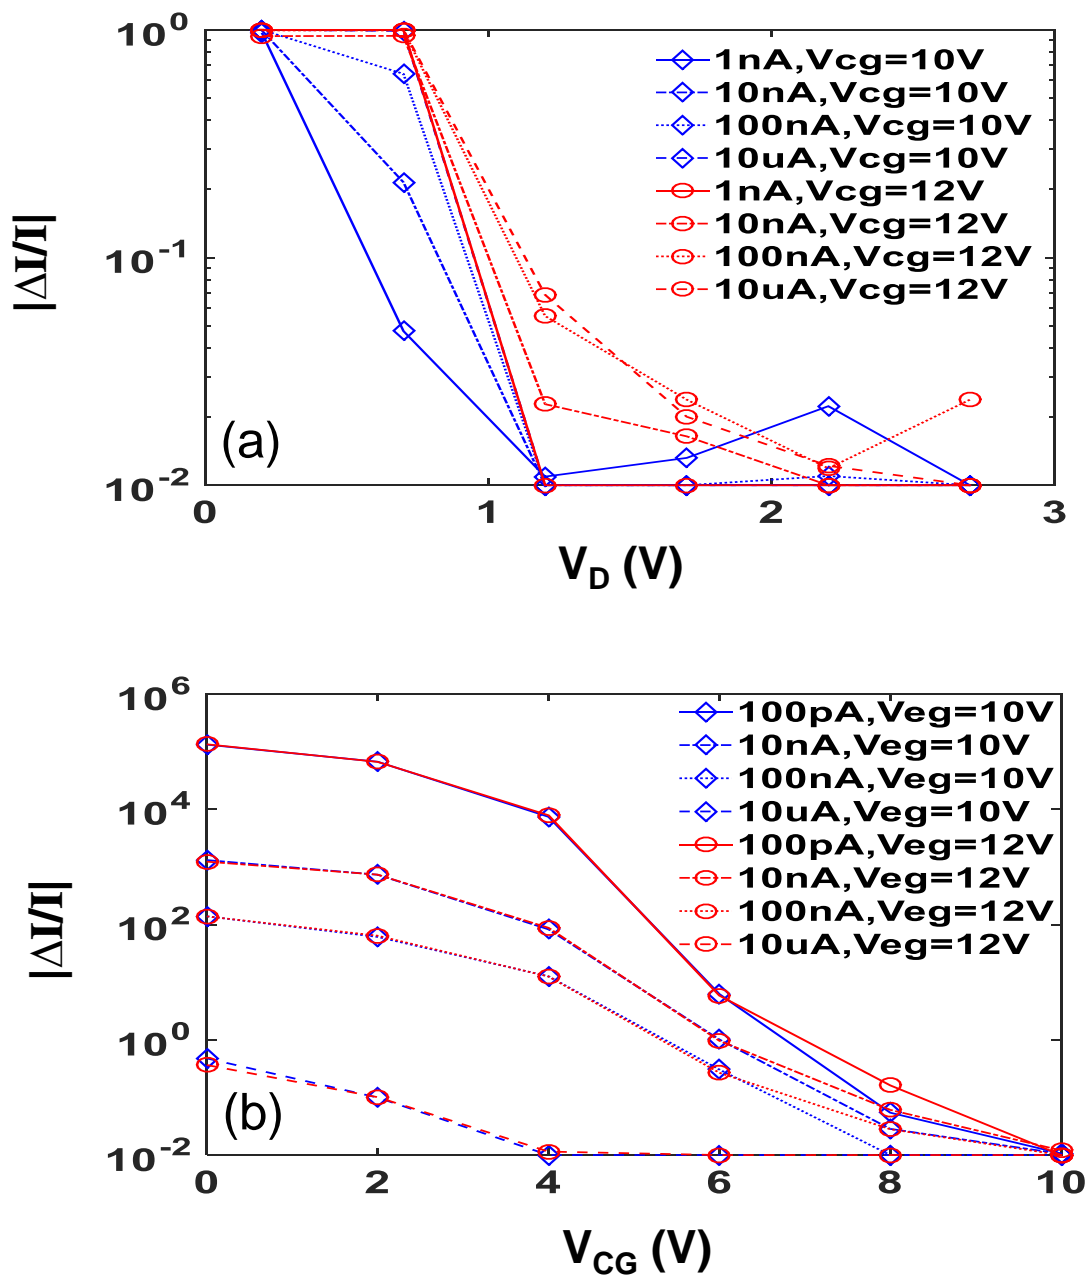 10^0
1nA,Vcg=10V
10nA,Vcg=10V
100nA,Vcg=10V
10uA,Vcg=10V
1nA,Vcg=12V
10nA,Vcg=12V
100nA,Vcg=12V
10uA,Vcg=12V
|ΔI/I|
10^-1
(a)
10^-2
0 1 2 3
V_D (V)
10^6
100pA,Veg=10V
10nA,Veg=10V
100nA,Veg=10V
10uA,Veg=10V
100pA,Veg=12V
10nA,Veg=12V
100nA,Veg=12V
10uA,Veg=12V
10^4
|ΔI/I|
10^2
10^0
(b)
10^-2
0 2 4 6 8 10
V_CG (V)